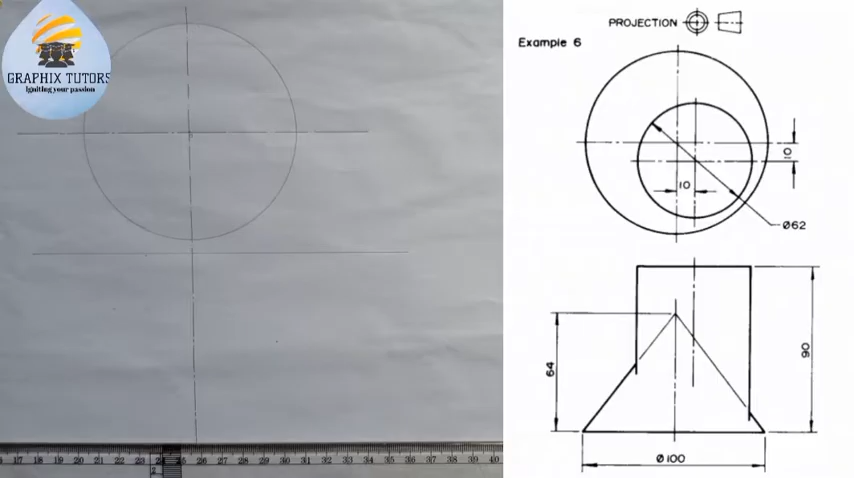 GRAPHIX TUTORS
Igniting your passion
PROJECTION
Example 6
10
10
Ø62
64
90
Ø100
17 18 19 20 21 22 23 24 25 26 27 28 29 30 31 32 33 34 35 36 37 38 39 40